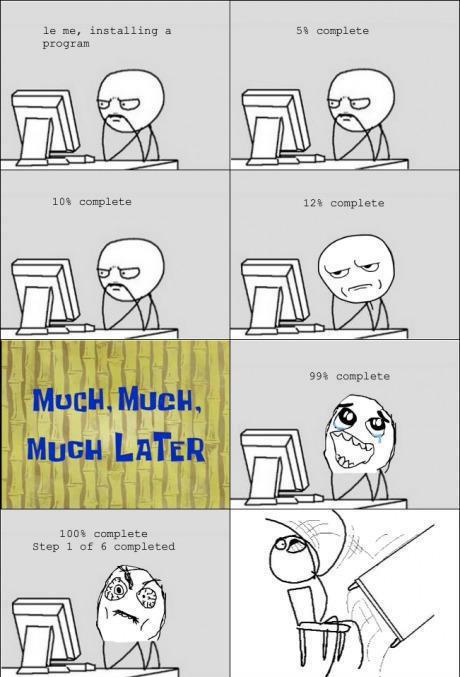 le me, installing a
program
5% complete
10% complete
12% complete
MUCH, MUCH,
MUCH LATER
99% complete
100% complete
Step 1 of 6 completed